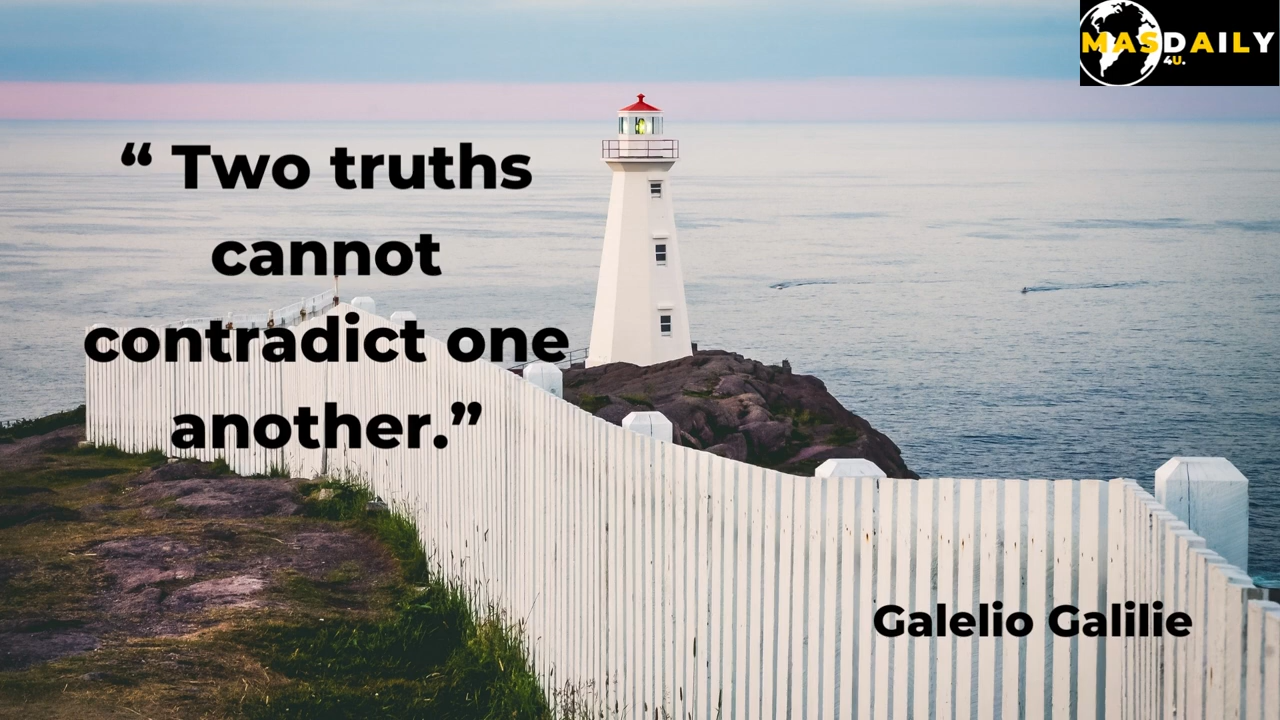 MASDAILY
4U.
“ Two truths
cannot
contradict one
another.”
Galelio Galilie